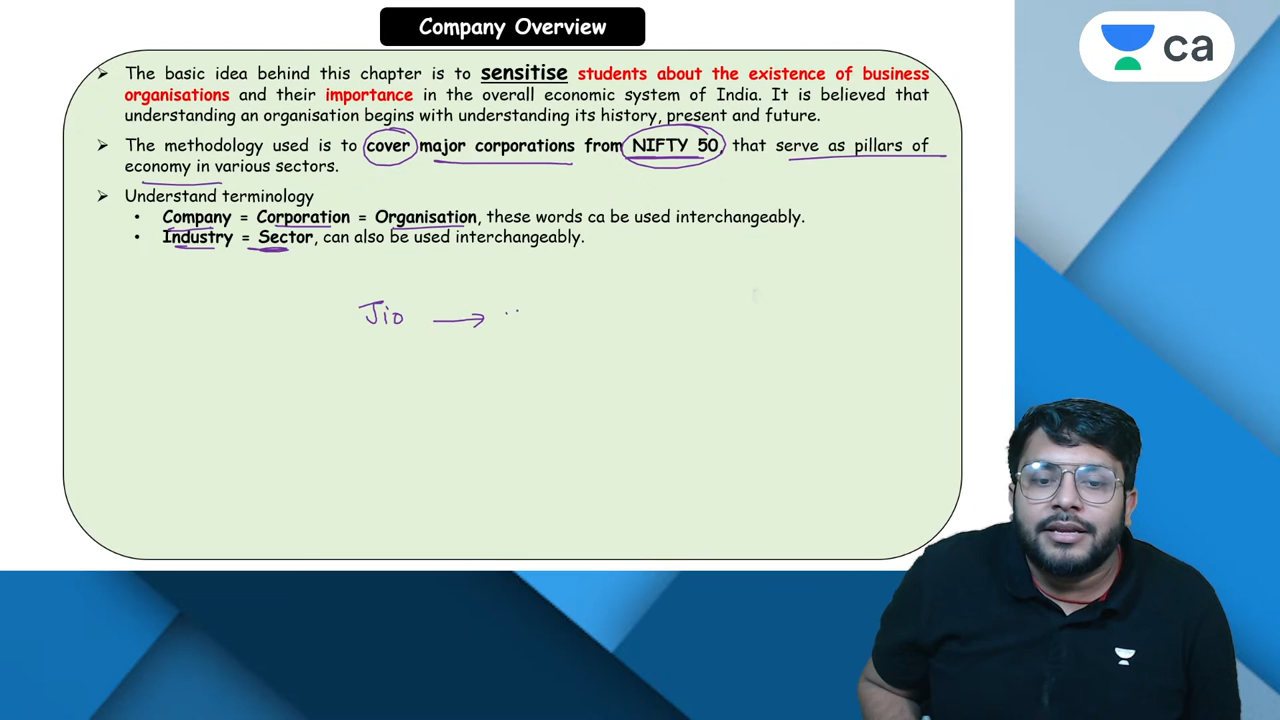 Company Overview
ca
➢ The basic idea behind this chapter is to sensitise students about the existence of business
organisations and their importance in the overall economic system of India. It is believed that
understanding an organisation begins with understanding its history, present and future.
➢ The methodology used is to cover major corporations from NIFTY 50, that serve as pillars of
economy in various sectors.
➢ Understand terminology
• Company = Corporation = Organisation, these words ca be used interchangeably.
• Industry = Sector, can also be used interchangeably.
Jio →